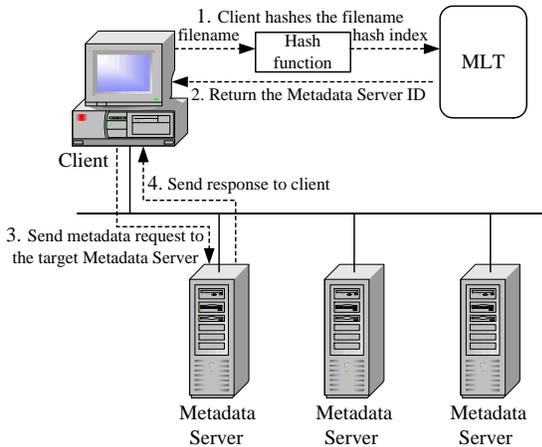 1. Client hashes the filename
filename
Hash
function
hash index
MLT
2. Return the Metadata Server ID
Client
4. Send response to client
3. Send metadata request to
the target Metadata Server
Metadata
Server
Metadata
Server
Metadata
Server